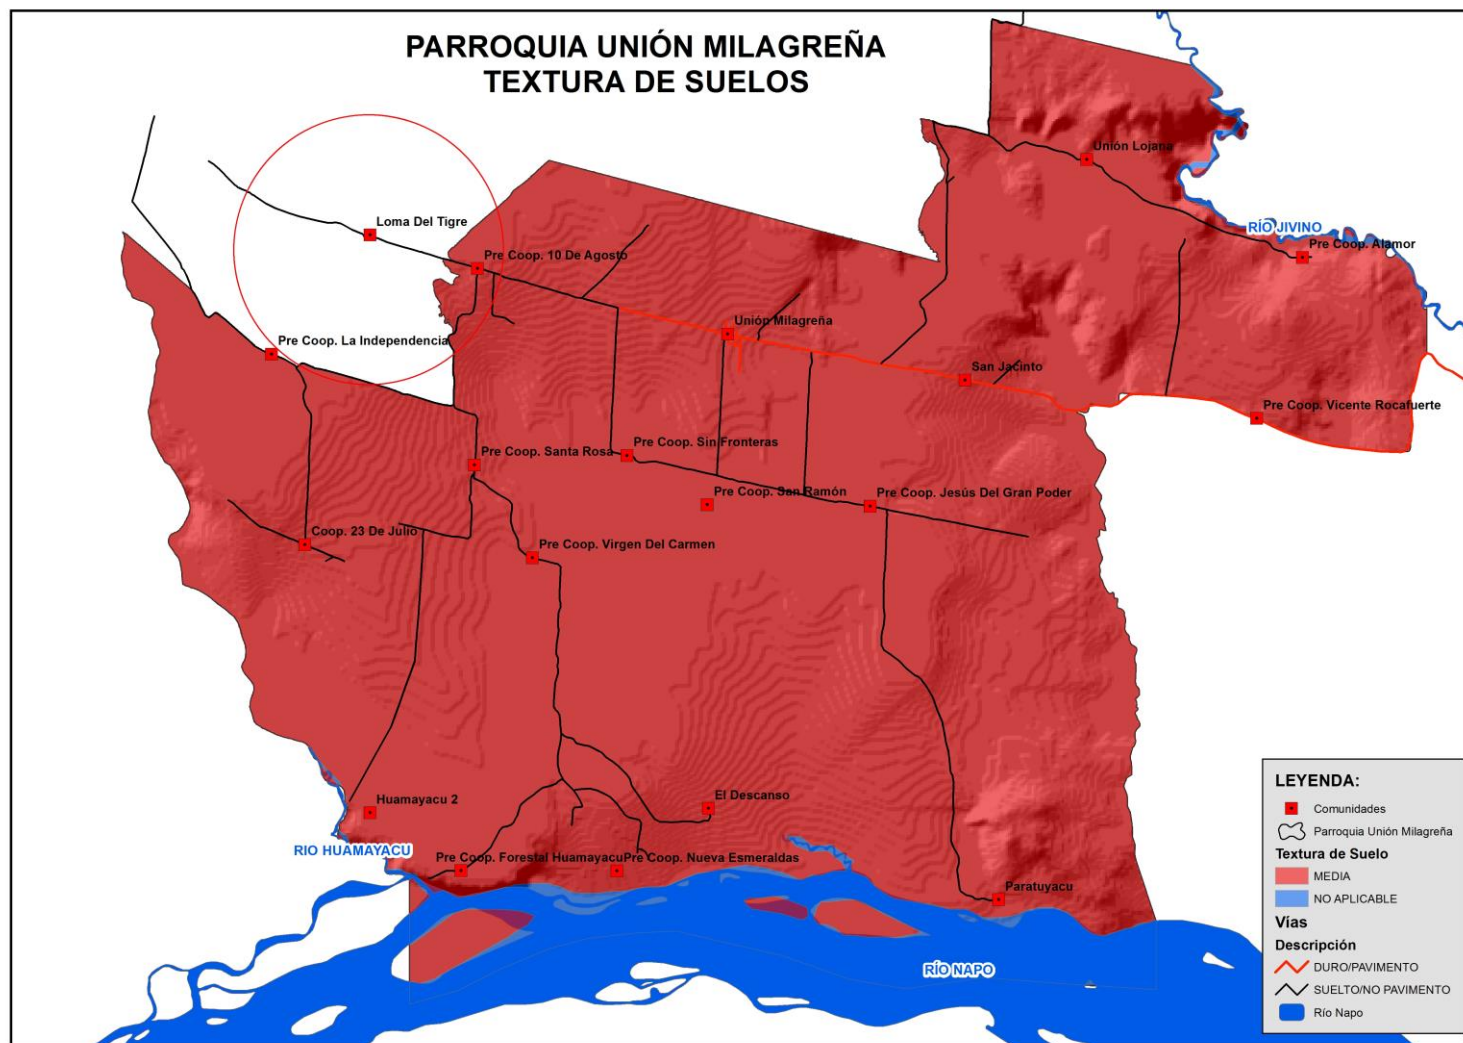 PARROQUIA UNIÓN MILAGREÑA
TEXTURA DE SUELOS
Unión Lojana
Loma Del Tigre
RÍO JIVINO
Pre Coop. Alamor
Pre Coop. 10 De Agosto
Unión Milagreña
Pre Coop. La Independencia
San Jacinto
Pre Coop. Vicente Rocafuerte
Pre Coop. Sin Fronteras
Pre Coop. Santa Rosa
Pre Coop. San Ramón
Pre Coop. Jesús Del Gran Poder
Coop. 23 De Julio
Pre Coop. Virgen Del Carmen
Huamayacu 2
El Descanso
RIO HUAMAYACU
Pre Coop. Forestal Huamayacu
Pre Coop. Nueva Esmeraldas
Paratuyacu
RÍO NAPO
LEYENDA:
Comunidades
Parroquia Unión Milagreña
Textura de Suelo
MEDIA
NO APLICABLE
Vías
Descripción
DURO/PAVIMENTO
SUELTO/NO PAVIMENTO
Río Napo